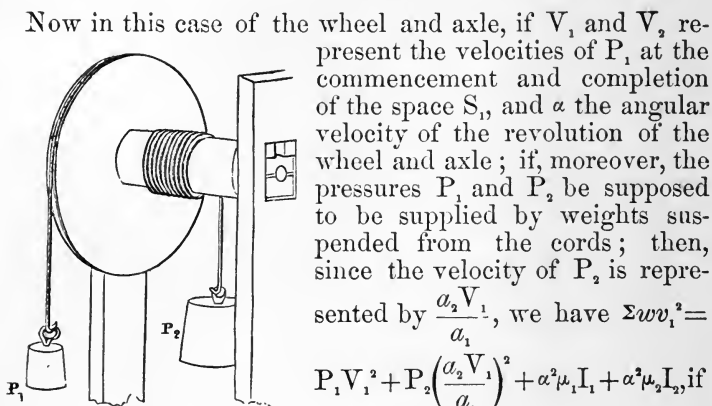 Now in this case of the wheel and axle, if V₁ and V₂ re-
present the velocities of P₁ at the
commencement and completion
of the space S₁, and α the angular
velocity of the revolution of the
wheel and axle; if, moreover, the
pressures P₁ and P₂ be supposed
to be supplied by weights sus-
pended from the cords; then,
since the velocity of P₂ is repre-
sented by a₂V₁/a₁, we have Σwv₁²=
P₁V₁²+P₂(a₂V₁/a₁)²+α²μ₁I₁+α²μ₂I₂, if
P₂
P₁